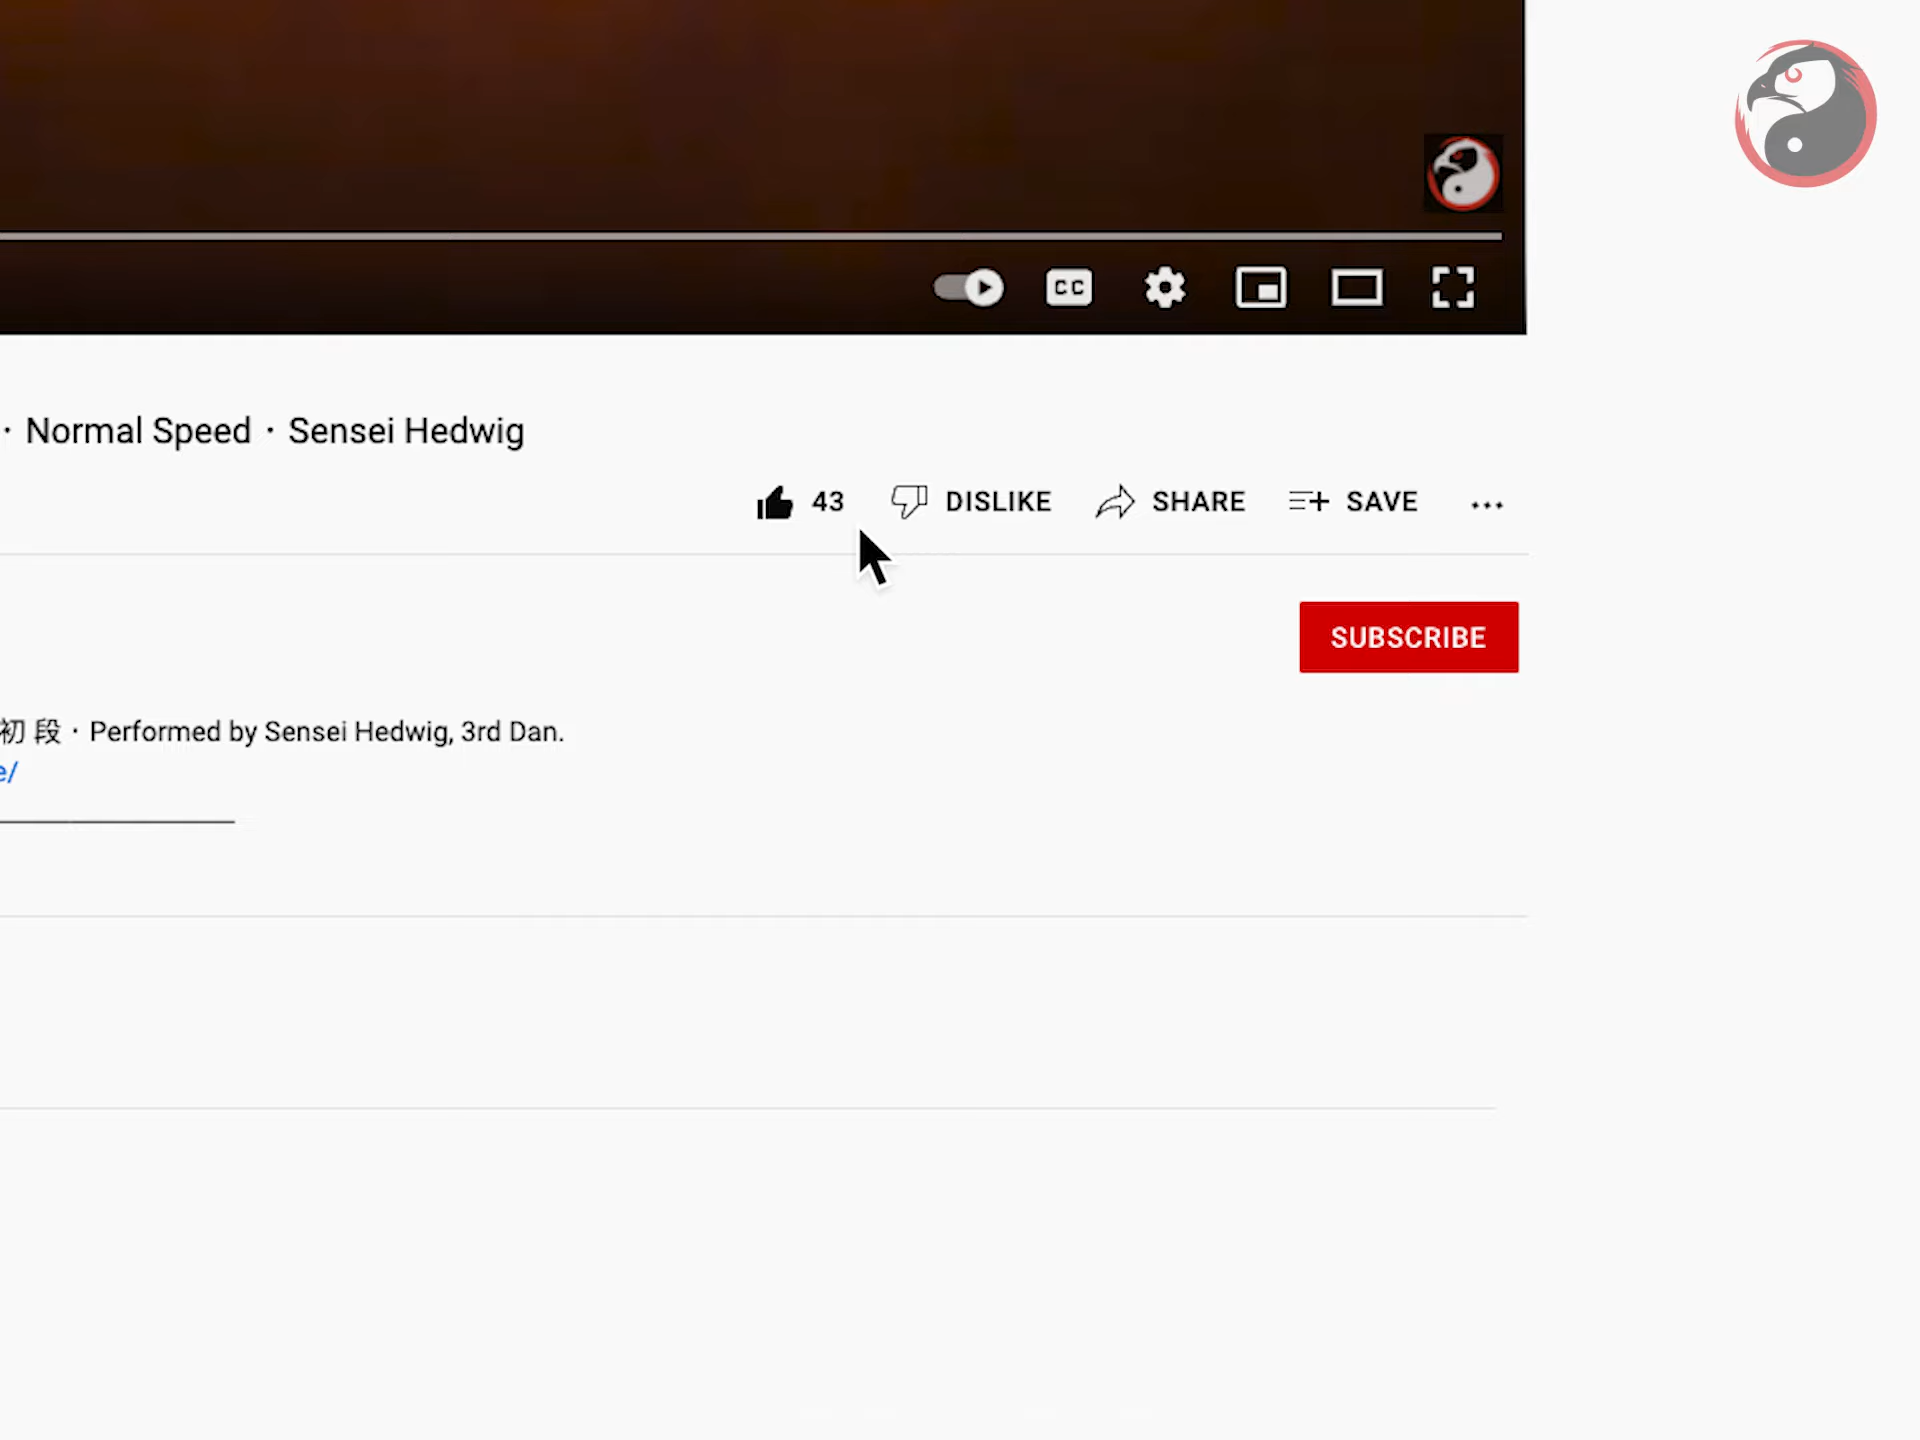 CC
· Normal Speed · Sensei Hedwig
43 DISLIKE SHARE SAVE
SUBSCRIBE
初 段 · Performed by Sensei Hedwig, 3rd Dan.
e/